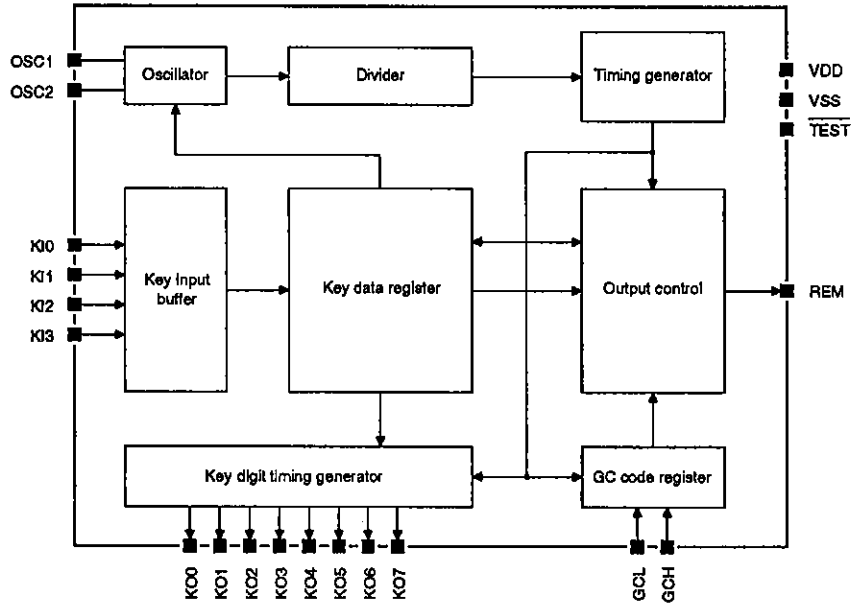 OSC1
OSC2
Oscillator
Divider
Timing generator
VDD
VSS
TEST
KI0
KI1
KI2
KI3
Key input
buffer
Key data register
Output control
REM
Key digit timing generator
GC code register
KO0
KO1
KO2
KO3
KO4
KO5
KO6
KO7
GCL
GCH